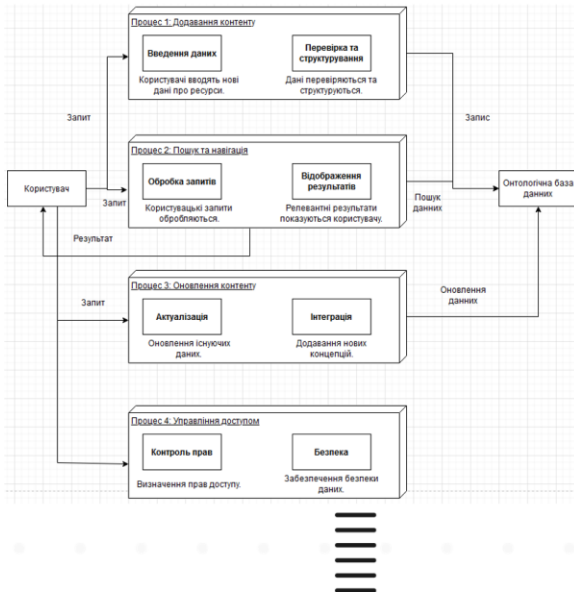 Процес 1: Додавання контенту
Введення даних
Перевірка та
структурування
Користувачі вводять нові
дані про ресурси.
Дані перевіряються та
структуруються.
Запит
Запис
Процес 2: Пошук та навігація
Обробка запитів
Відображення
результатів
Користувацькі запити
обробляються.
Релевантні результати
показуються користувачу.
Користувач
Запит
Пошук
данних
Онтологічна база
данних
Результат
Процес 3: Оновлення контенту
Актуалізація
Інтеграція
Оновлення існуючих
даних.
Додавання нових
концепцій.
Запит
Оновлення
данних
Процес 4: Управління доступом
Контроль прав
Безпека
Визначення прав доступу.
Забезпечення безпеки
даних.